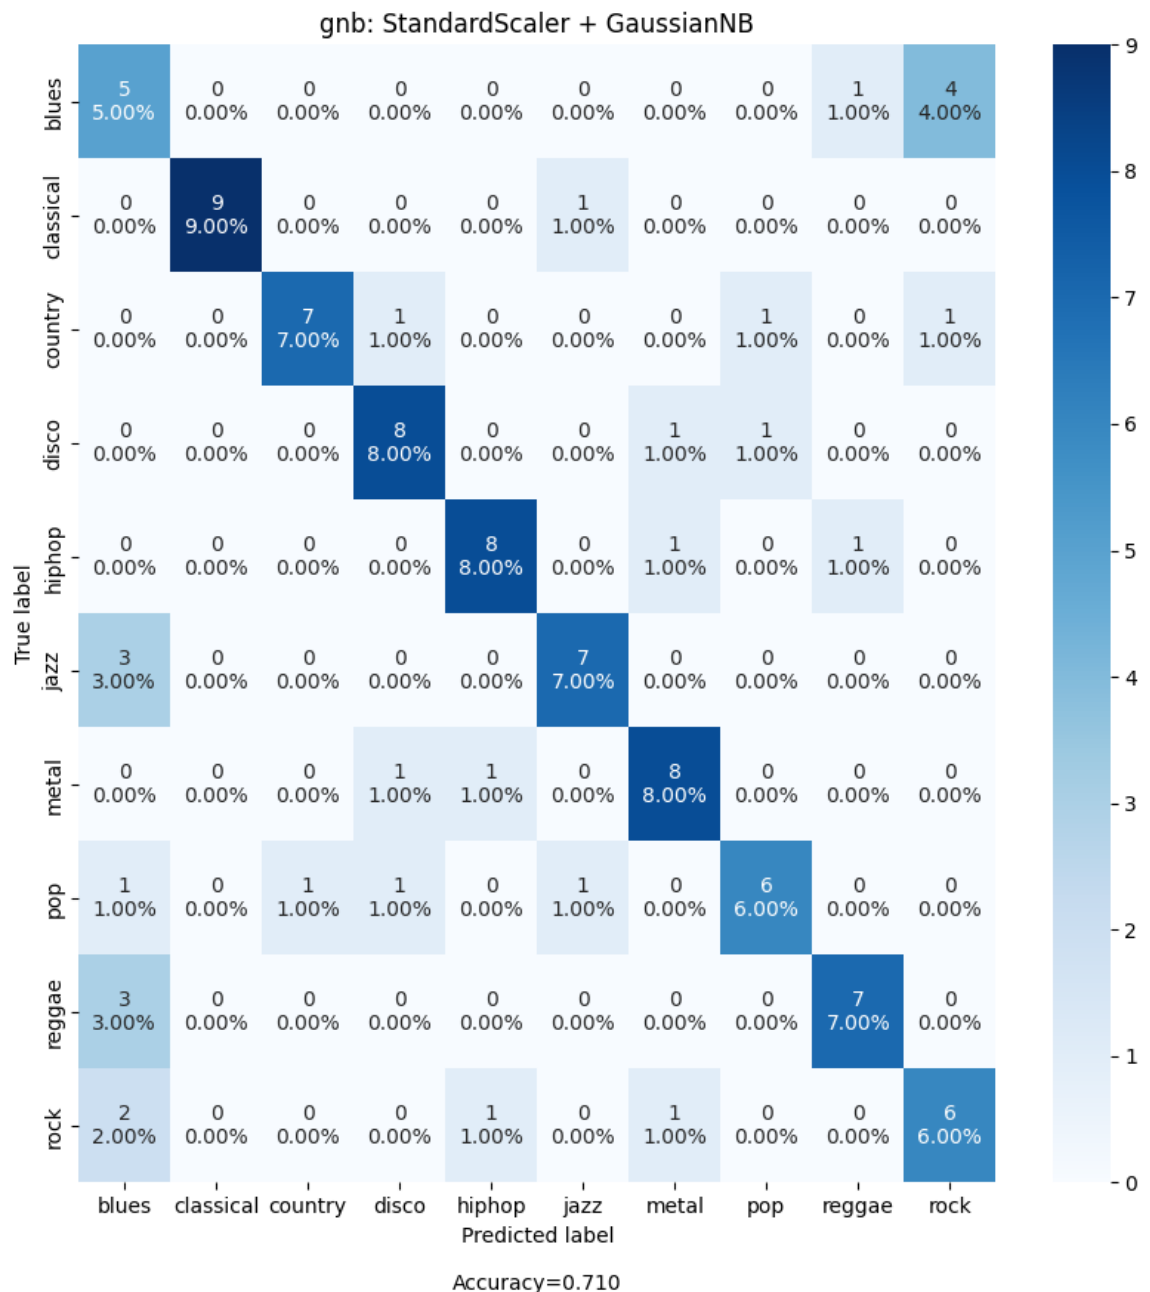 gnb: StandardScaler + GaussianNB
blues 5 0 0 0 0 0 0 0 1 4
5.00% 0.00% 0.00% 0.00% 0.00% 0.00% 0.00% 0.00% 1.00% 4.00%
classical 0 9 0 0 0 1 0 0 0 0
0.00% 9.00% 0.00% 0.00% 0.00% 1.00% 0.00% 0.00% 0.00% 0.00%
country 0 0 7 1 0 0 0 1 0 1
0.00% 0.00% 7.00% 1.00% 0.00% 0.00% 0.00% 1.00% 0.00% 1.00%
disco 0 0 0 8 0 0 1 1 0 0
0.00% 0.00% 0.00% 8.00% 0.00% 0.00% 1.00% 1.00% 0.00% 0.00%
hiphop 0 0 0 0 8 0 1 0 1 0
0.00% 0.00% 0.00% 0.00% 8.00% 0.00% 1.00% 0.00% 1.00% 0.00%
True label
jazz 3 0 0 0 0 7 0 0 0 0
3.00% 0.00% 0.00% 0.00% 0.00% 7.00% 0.00% 0.00% 0.00% 0.00%
metal 0 0 0 1 1 0 8 0 0 0
0.00% 0.00% 0.00% 1.00% 1.00% 0.00% 8.00% 0.00% 0.00% 0.00%
pop 1 0 1 1 0 1 0 6 0 0
1.00% 0.00% 1.00% 1.00% 0.00% 1.00% 0.00% 6.00% 0.00% 0.00%
reggae 3 0 0 0 0 0 0 0 7 0
3.00% 0.00% 0.00% 0.00% 0.00% 0.00% 0.00% 0.00% 7.00% 0.00%
rock 2 0 0 0 1 0 1 0 0 6
2.00% 0.00% 0.00% 0.00% 1.00% 0.00% 1.00% 0.00% 0.00% 6.00%
blues classical country disco hiphop jazz metal pop reggae rock
Predicted label
Accuracy=0.710
9
8
7
6
5
4
3
2
1
0